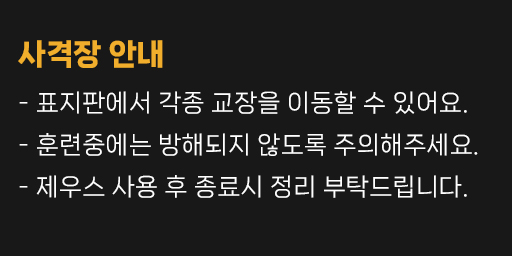 사격장 안내
- 표지판에서 각종 교장을 이동할 수 있어요.
- 훈련중에는 방해되지 않도록 주의해주세요.
- 제우스 사용 후 종료시 정리 부탁드립니다.